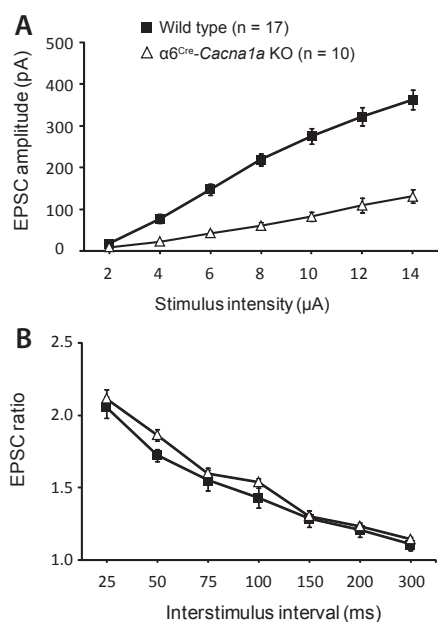 A
■ Wild type (n = 17)
△ α6Cre-Cacna1a KO (n = 10)
EPSC amplitude (pA)
400
300
200
100
0
2 4 6 8 10 12 14
Stimulus intensity (μA)
B
EPSC ratio
2.5
2.0
1.5
1.0
25 50 75 100 150 200 300
Interstimulus interval (ms)